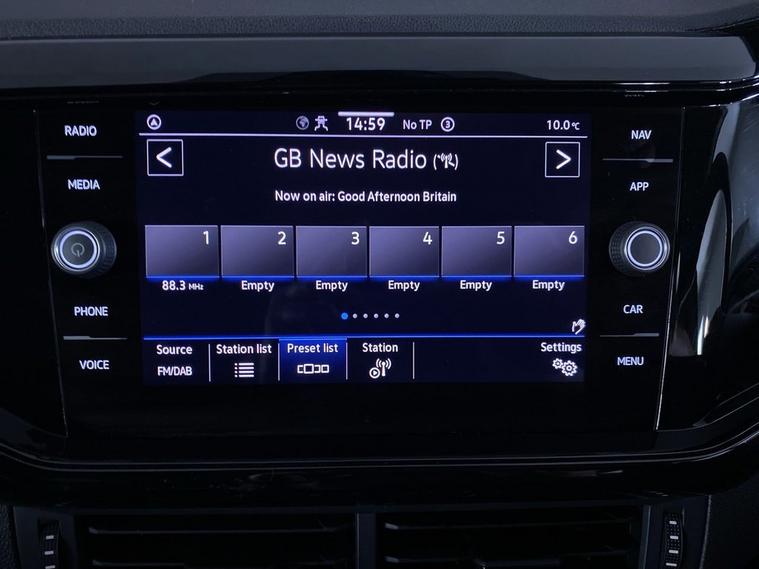 RADIO
MEDIA
PHONE
VOICE
14:59 No TP 3 10.0°C
< GB News Radio >
Now on air: Good Afternoon Britain
1 2 3 4 5 6
88.3 MHz Empty Empty Empty Empty Empty
Source Station list Preset list Station Settings
FM/DAB
NAV
APP
CAR
MENU